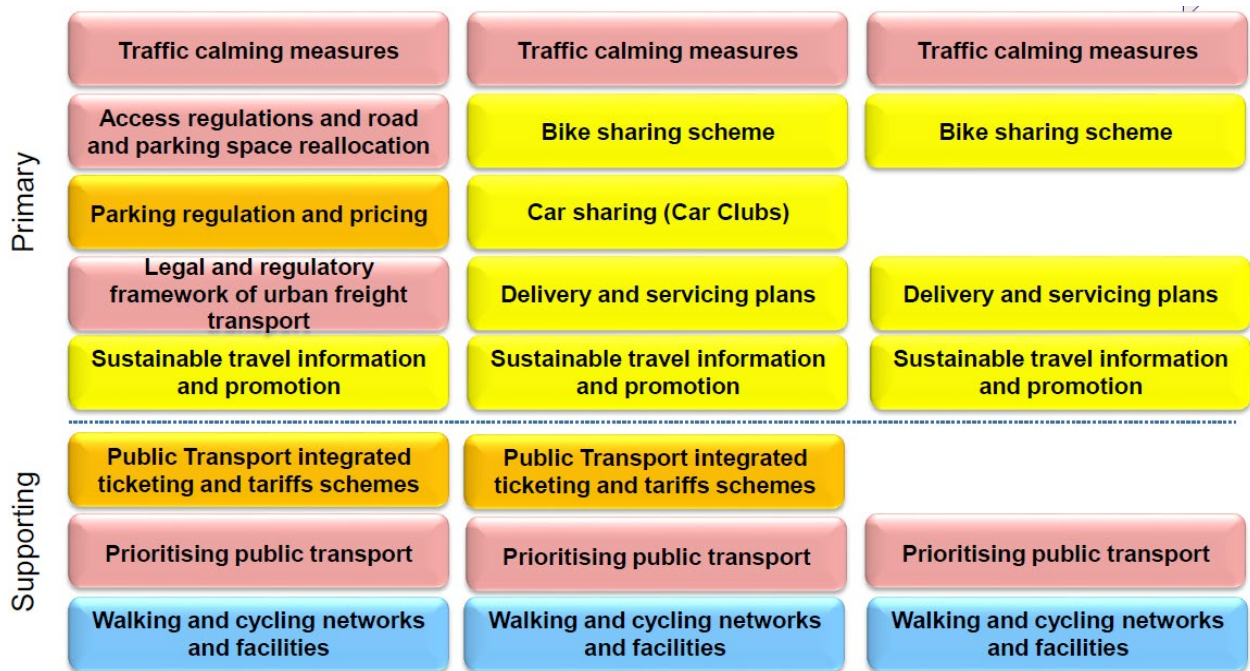 Primary
Traffic calming measures
Traffic calming measures
Traffic calming measures
Access regulations and road
and parking space reallocation
Bike sharing scheme
Bike sharing scheme
Parking regulation and pricing
Car sharing (Car Clubs)
Legal and regulatory
framework of urban freight
transport
Delivery and servicing plans
Delivery and servicing plans
Sustainable travel information
and promotion
Sustainable travel information
and promotion
Sustainable travel information
and promotion
Supporting
Public Transport integrated
ticketing and tariffs schemes
Public Transport integrated
ticketing and tariffs schemes
Prioritising public transport
Prioritising public transport
Prioritising public transport
Walking and cycling networks
and facilities
Walking and cycling networks
and facilities
Walking and cycling networks
and facilities